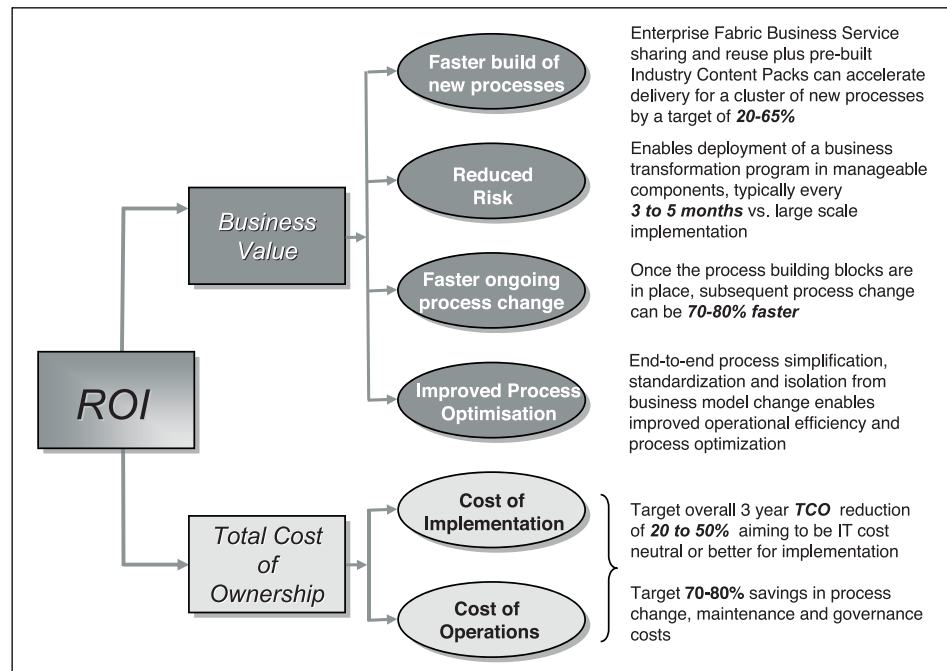 ROI
Business
Value
Faster build of
new processes
Enterprise Fabric Business Service
sharing and reuse plus pre-built
Industry Content Packs can accelerate
delivery for a cluster of new processes
by a target of 20-65%
Reduced
Risk
Enables deployment of a business
transformation program in manageable
components, typically every
3 to 5 months vs. large scale
implementation
Faster ongoing
process change
Once the process building blocks are
in place, subsequent process change
can be 70-80% faster
Improved Process
Optimisation
End-to-end process simplification,
standardization and isolation from
business model change enables
improved operational efficiency and
process optimization
Total Cost
of
Ownership
Cost of
Implementation
Cost of
Operations
Target overall 3 year TCO reduction
of 20 to 50% aiming to be IT cost
neutral or better for implementation
Target 70-80% savings in process
change, maintenance and governance
costs